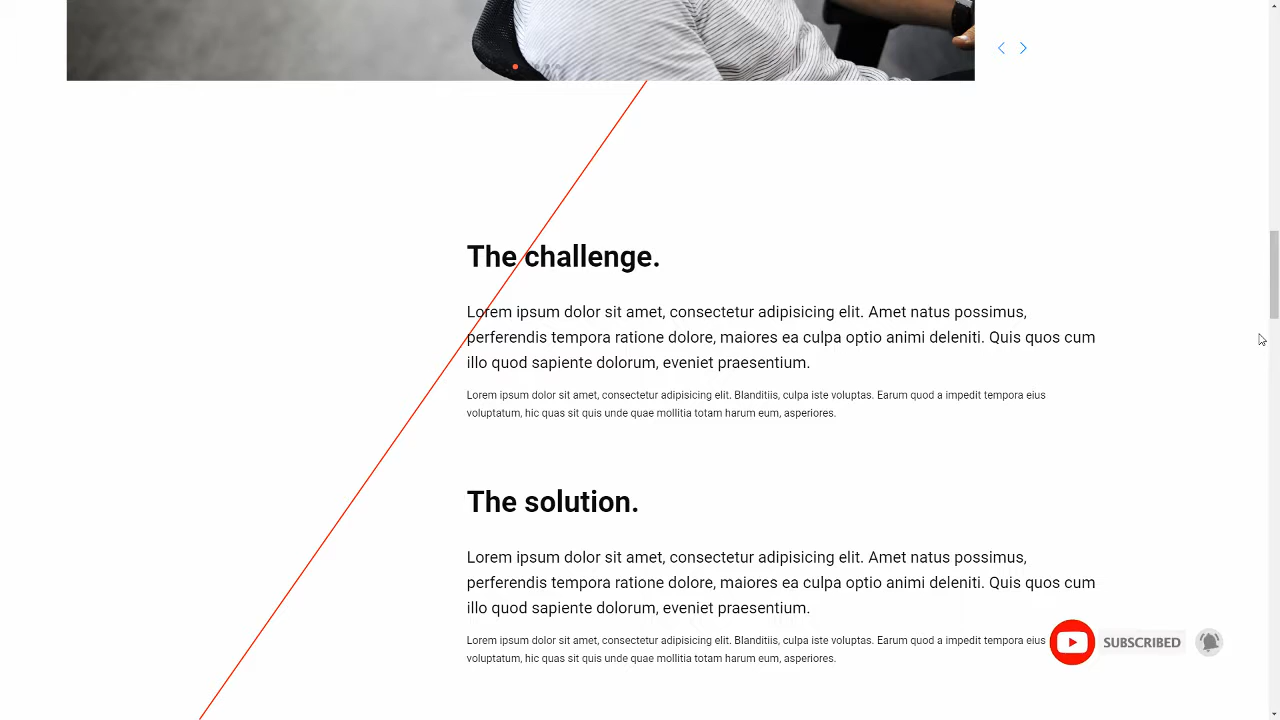 The challenge.
Lorem ipsum dolor sit amet, consectetur adipisicing elit. Amet natus possimus,
perferendis tempora ratione dolore, maiores ea culpa optio animi deleniti. Quis quos cum
illo quod sapiente dolorum, eveniet praesentium.
Lorem ipsum dolor sit amet, consectetur adipisicing elit. Blanditiis, culpa iste voluptas. Earum quod a impedit tempora eius
voluptatum, hic quas sit quis unde quae mollitia totam harum eum, asperiores.
The solution.
Lorem ipsum dolor sit amet, consectetur adipisicing elit. Amet natus possimus,
perferendis tempora ratione dolore, maiores ea culpa optio animi deleniti. Quis quos cum
illo quod sapiente dolorum, eveniet praesentium.
Lorem ipsum dolor sit amet, consectetur adipisicing elit. Blanditiis, culpa iste voluptas. Earum quod a impedit tempora eius
voluptatum, hic quas sit quis unde quae mollitia totam harum eum, asperiores.
SUBSCRIBED